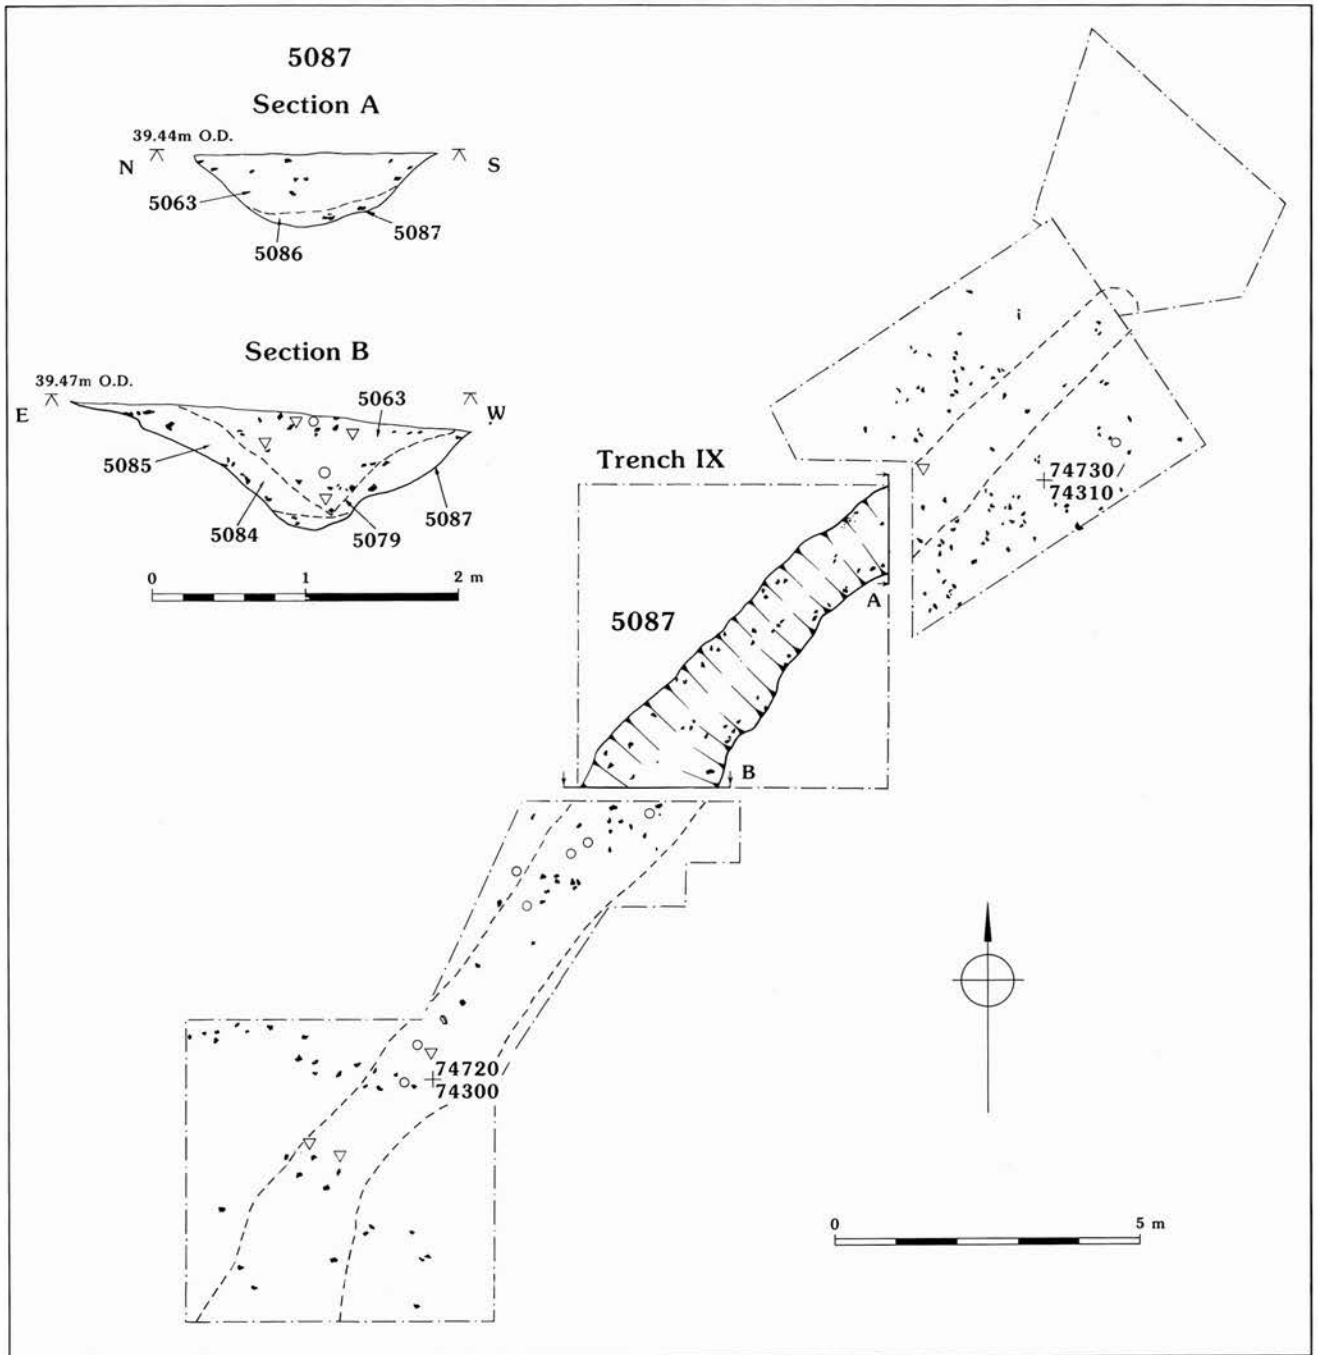 5087
Section A
39.44m O.D.
N
S
5063
5086
5087
Section B
39.47m O.D.
E
W
5063
5085
5084
5079
5087
0 1 2 m
Trench IX
74730
74310
5087
A
B
74720
74300
0 5 m